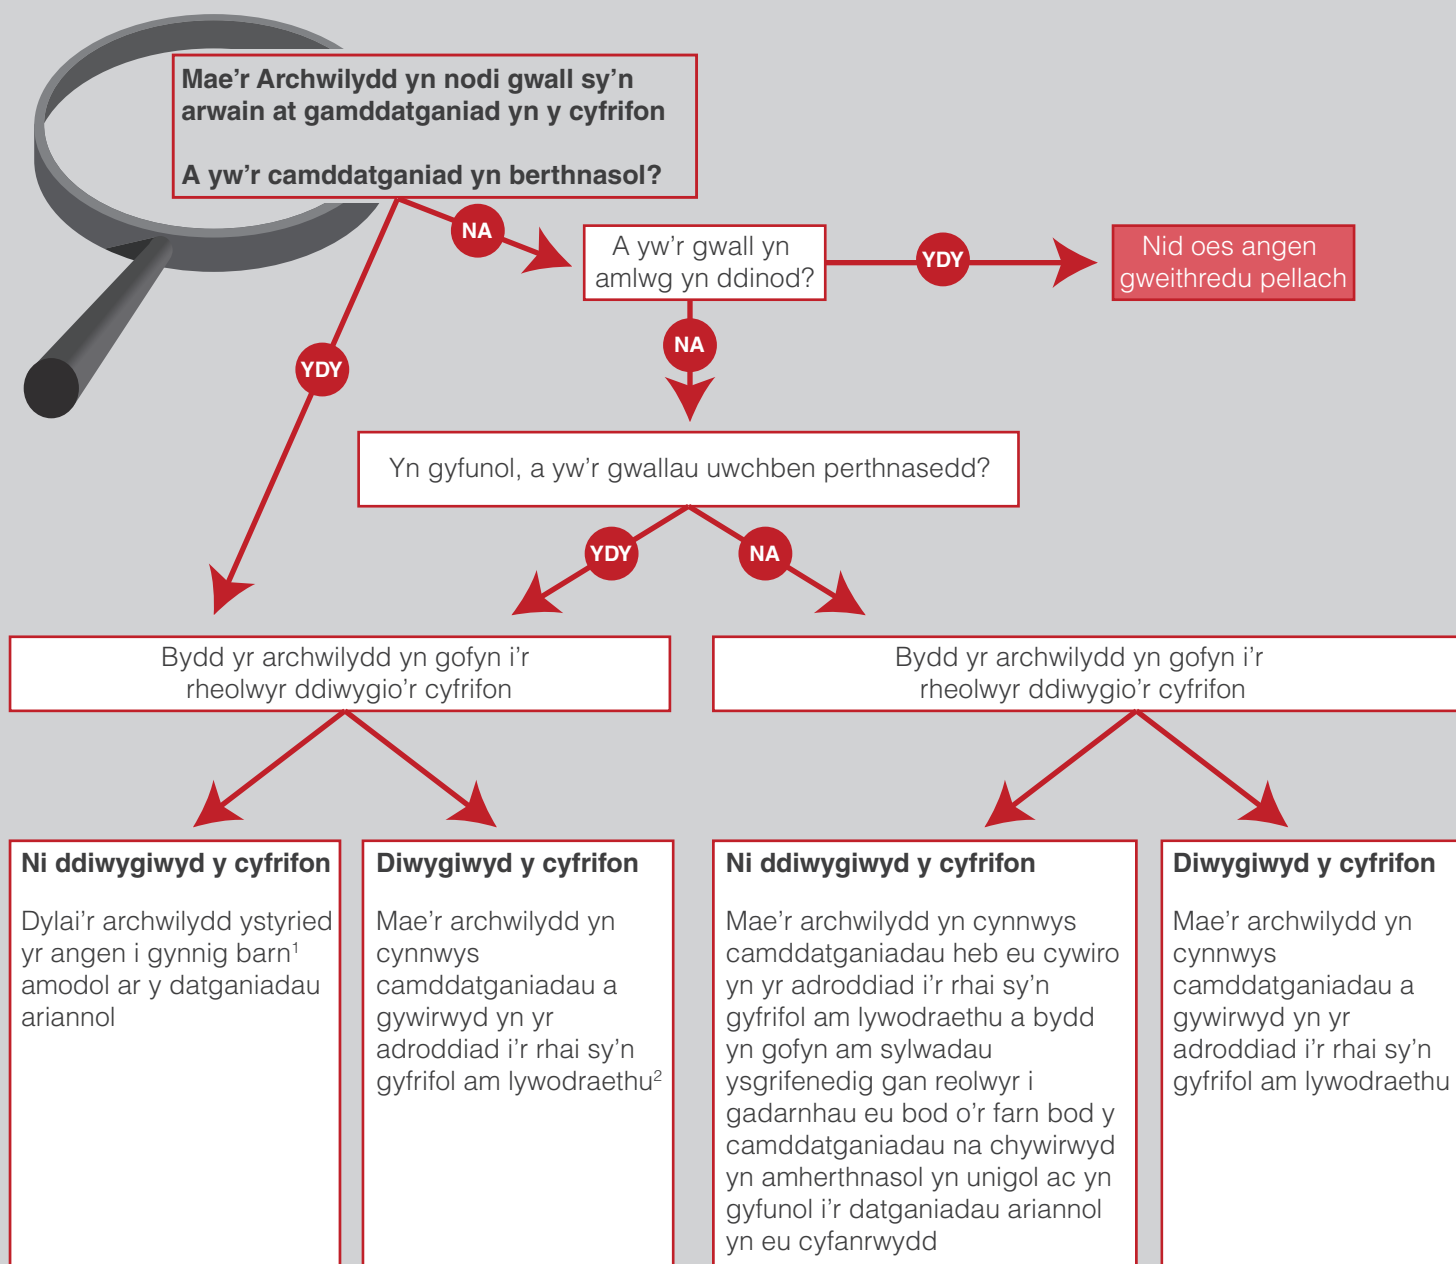 Mae'r Archwilydd yn nodi gwall sy'n
arwain at gamddatganiad yn y cyfrifon
A yw'r camddatganiad yn berthnasol?
NA
A yw'r gwall yn
amlwg yn ddinod?
YDY
Nid oes angen
gweithredu pellach
NA
YDY
Yn gyfunol, a yw'r gwallau uwchben perthnasedd?
YDY
NA
Bydd yr archwilydd yn gofyn i'r
rheolwyr ddiwygio'r cyfrifon
Bydd yr archwilydd yn gofyn i'r
rheolwyr ddiwygio'r cyfrifon
Ni ddiwygiwyd y cyfrifon
Dylai'r archwilydd ystyried
yr angen i gynnig barn¹
amodol ar y datganiadau
ariannol
Diwygiwyd y cyfrifon
Mae'r archwilydd yn
cynnwys
camddatganiadau a
gywirwyd yn yr
adroddiad i'r rhai sy'n
gyfrifol am lywodraethu²
Ni ddiwygiwyd y cyfrifon
Mae'r archwilydd yn cynnwys
camddatganiadau heb eu cywiro
yn yr adroddiad i'r rhai sy'n
gyfrifol am lywodraethu a bydd
yn gofyn am sylwadau
ysgrifenedig gan reolwyr i
gadarnhau eu bod o'r farn bod y
camddatganiadau na chywirwyd
yn amherthnasol yn unigol ac yn
gyfunol i'r datganiadau ariannol
yn eu cyfanrwydd
Diwygiwyd y cyfrifon
Mae'r archwilydd yn
cynnwys
camddatganiadau a
gywirwyd yn yr
adroddiad i'r rhai sy'n
gyfrifol am lywodraethu